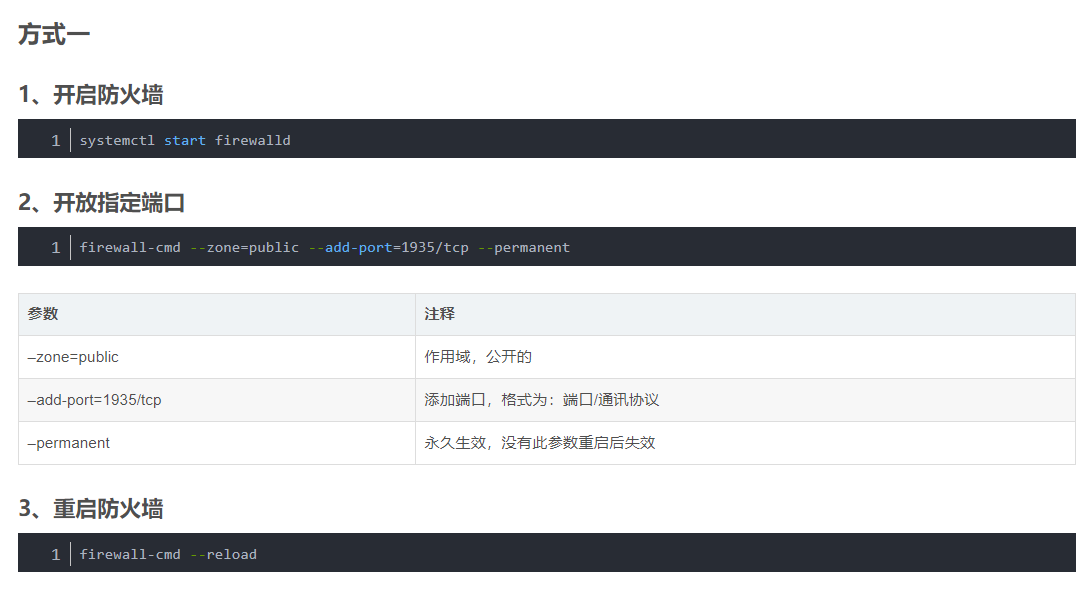 方式一
1、开启防火墙
1 systemctl start firewalld
2、开放指定端口
1 firewall-cmd --zone=public --add-port=1935/tcp --permanent
参数 注释
–zone=public 作用域，公开的
–add-port=1935/tcp 添加端口，格式为：端口/通讯协议
–permanent 永久生效，没有此参数重启后失效
3、重启防火墙
1 firewall-cmd --reload